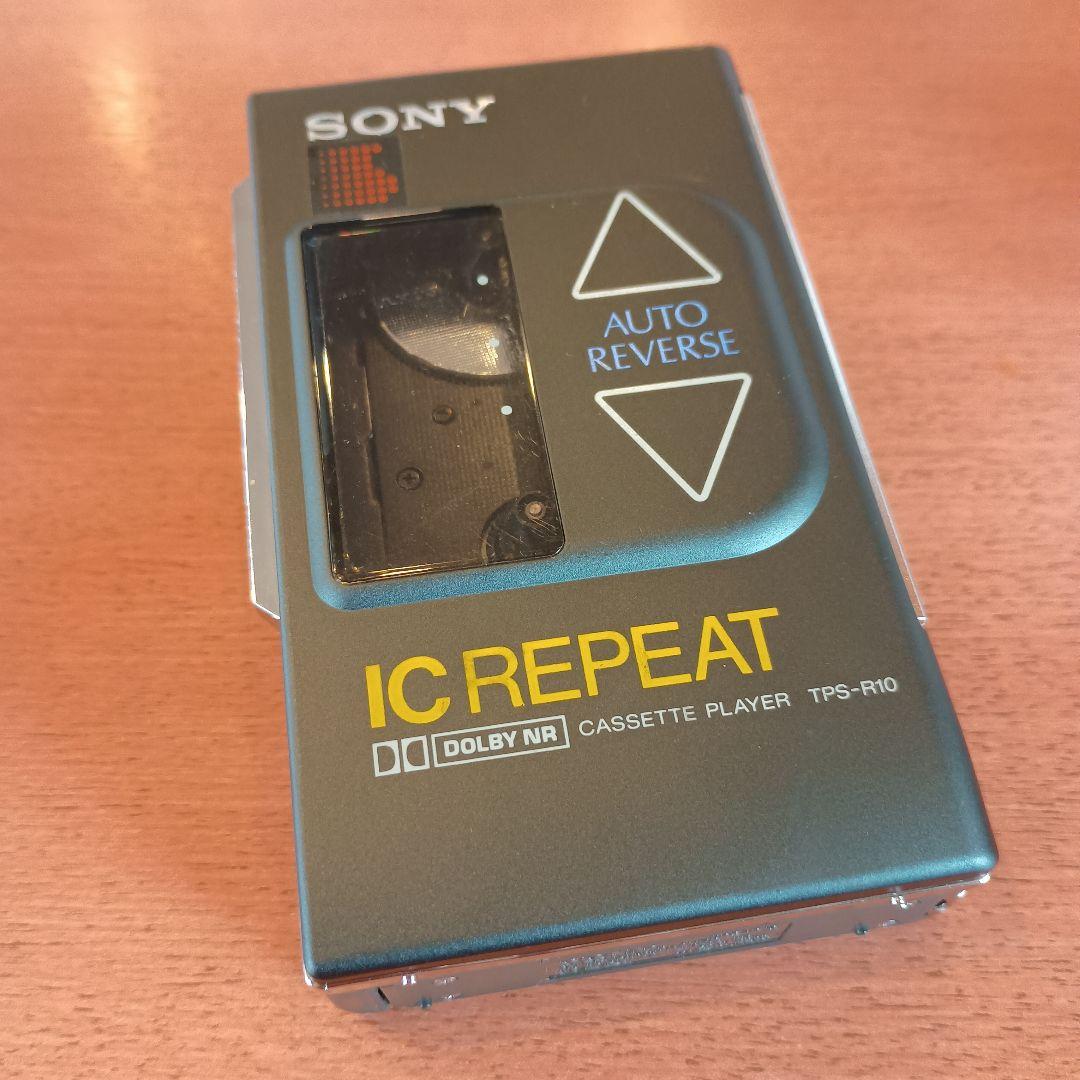 SONY
AUTO
REVERSE
IC REPEAT
DOLBY NR CASSETTE PLAYER TPS-R10